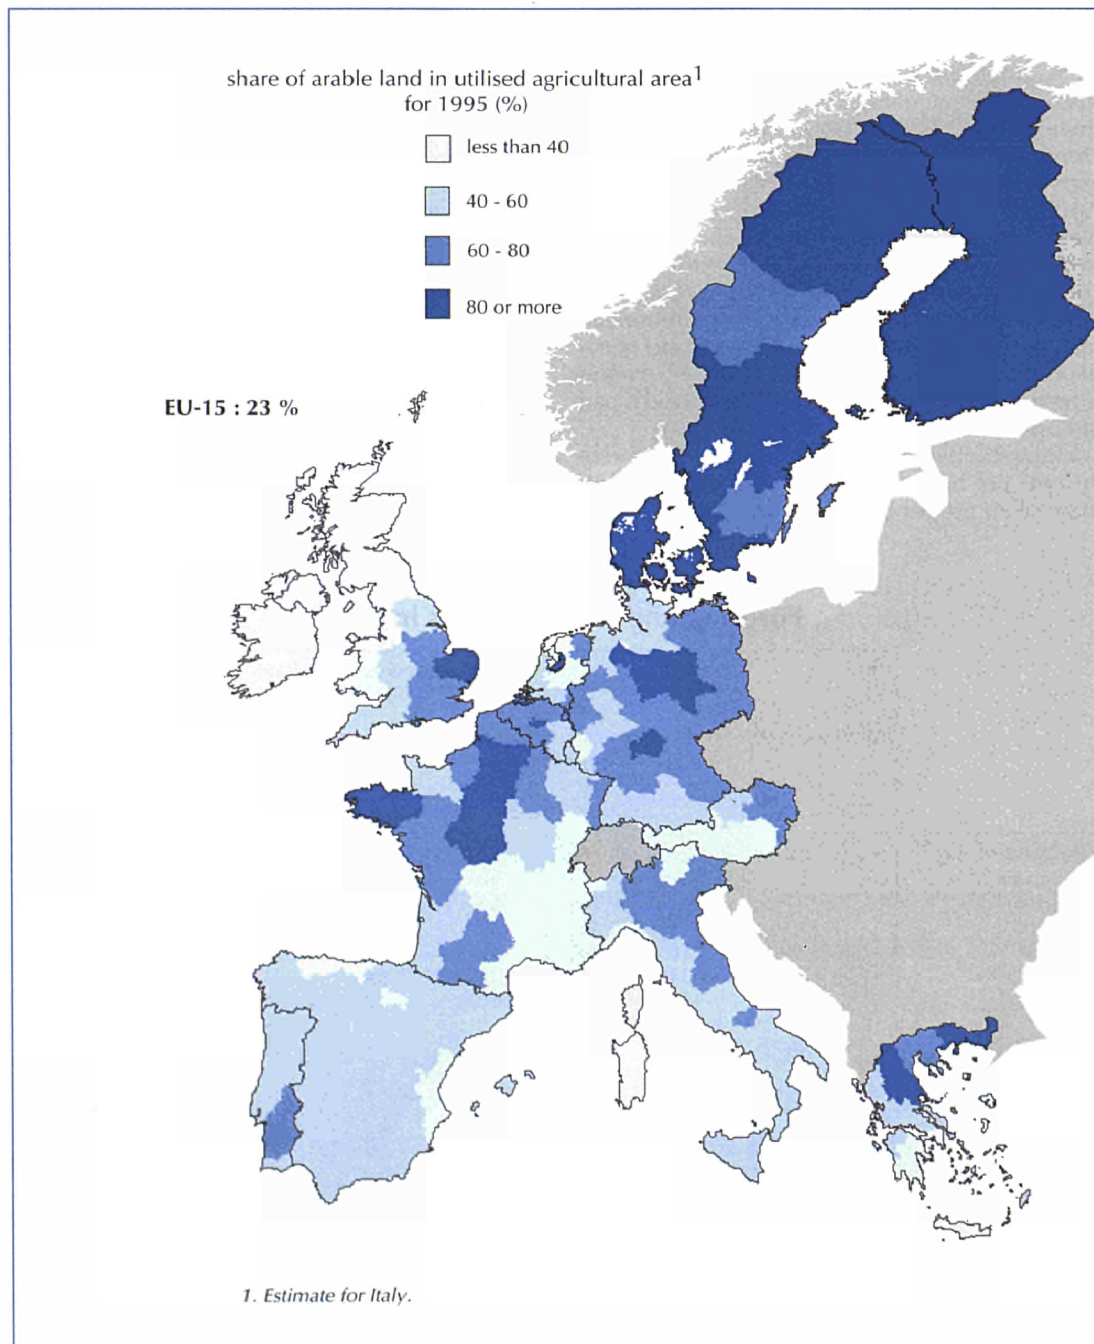 share of arable land in utilised agricultural area1
for 1995 (%)
less than 40
40 - 60
60 - 80
80 or more
EU-15 : 23 %
1. Estimate for Italy.